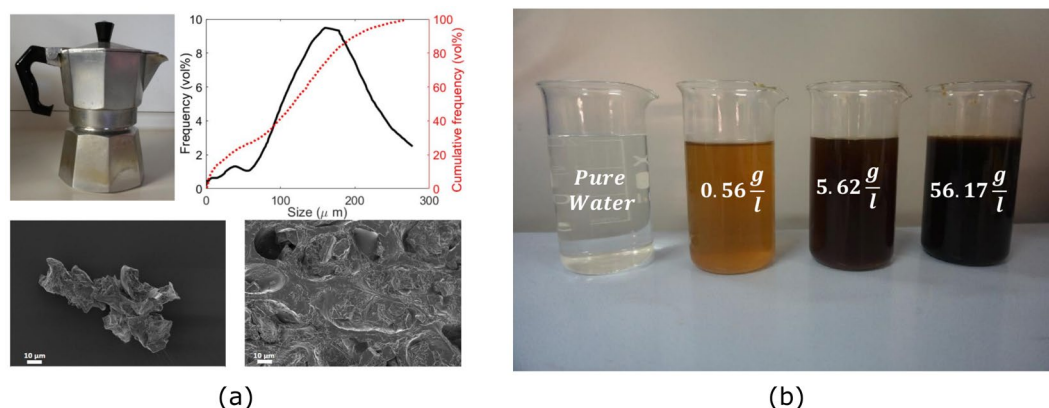 10
8
6
4
2
0
Frequency (vol%)
100
80
60
40
20
0
Cumulative frequency (vol%)
0 100 200 300
Size (μ m)
10 μm
10 μm
(a)
Pure
Water
0.56 g/l
5.62 g/l
56.17 g/l
(b)